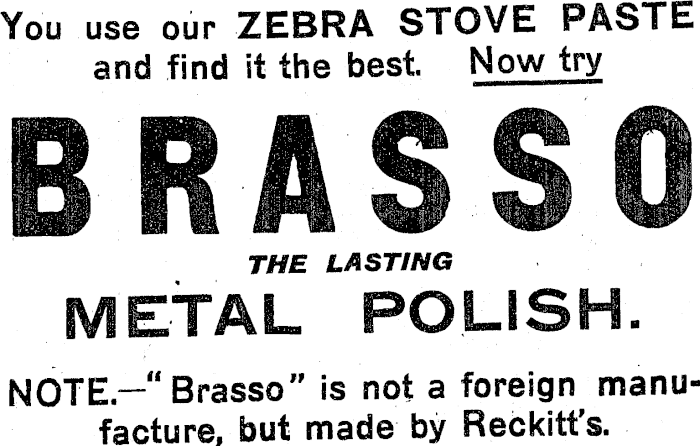 You use our ZEBRA STOVE PASTE
and find it the best. Now try
BRASSO
THE LASTING
METAL POLISH.
NOTE.—“Brasso” is not a foreign manu-
facture, but made by Reckitt's.